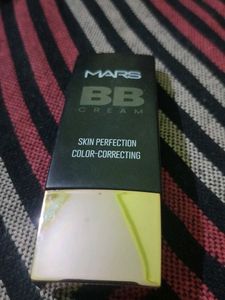 MARS
BB
CREAM
SKIN PERFECTION
COLOR-CORRECTING